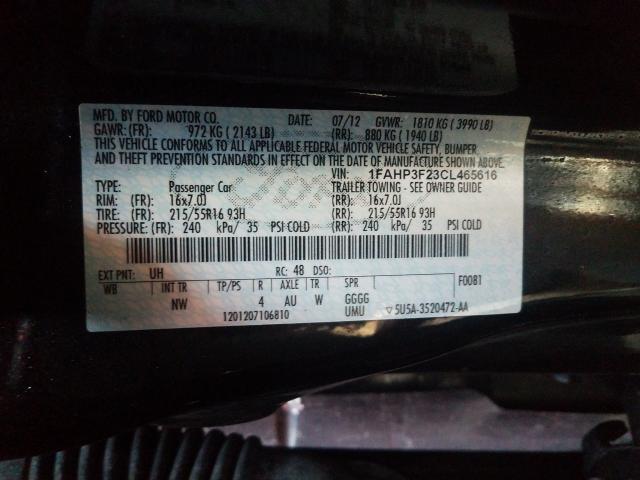 MFD. BY FORD MOTOR CO. DATE: 07/12 GVWR: 1810 KG ( 3990 LB)
GAWR: (FR): 972 KG ( 2143 LB) (RR): 880 KG ( 1940 LB)
THIS VEHICLE CONFORMS TO ALL APPLICABLE FEDERAL MOTOR VEHICLE SAFETY, BUMPER,
AND THEFT PREVENTION STANDARDS IN EFFECT ON THE DATE OF MANUFACTURE SHOWN ABOVE.
VIN: 1FAHP3F23CL465616
TYPE: Passenger Car TRAILER TOWING - SEE OWNER GUIDE
RIM: (FR): 16x7.0J (RR): 16x7.0J
TIRE: (FR): 215/55R16 93H (RR): 215/55R16 93H
PRESSURE: (FR): 240 kPa/ 35 PSI COLD (RR): 240 kPa/ 35 PSI COLD
EXT PNT: UH RC: 48 DSO: F0081
WB INT TR TP/PS R AXLE TR SPR
NW 4 AU W GGGG
1201207106810 UMU ▽ 5U5A-3520472-AA